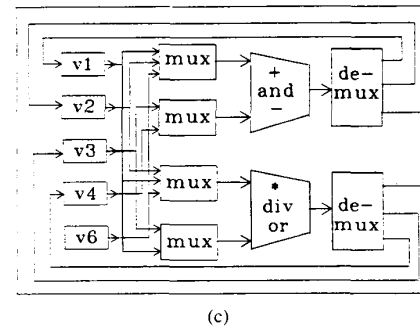 v1
v2
v3
v4
v6
mux
mux
mux
mux
+
and
-
*
div
or
de-
mux
de-
mux
(c)